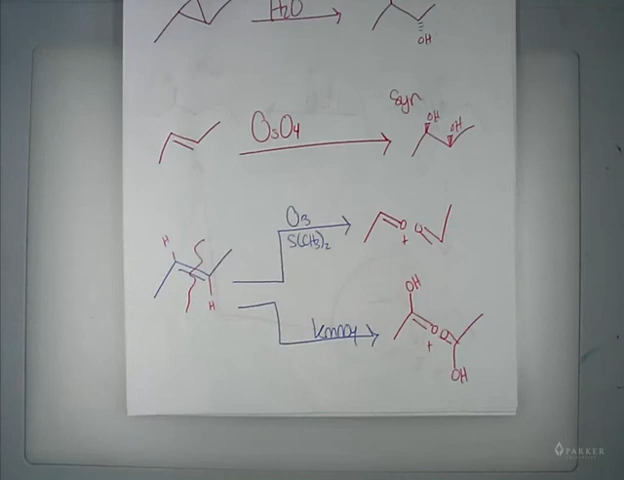 H2O
OH
Syn
OsO4
OH
OH
O3
S(CH3)2
O
+
O
H
H
OH
KmnO4
O
O
+
OH
PARKER